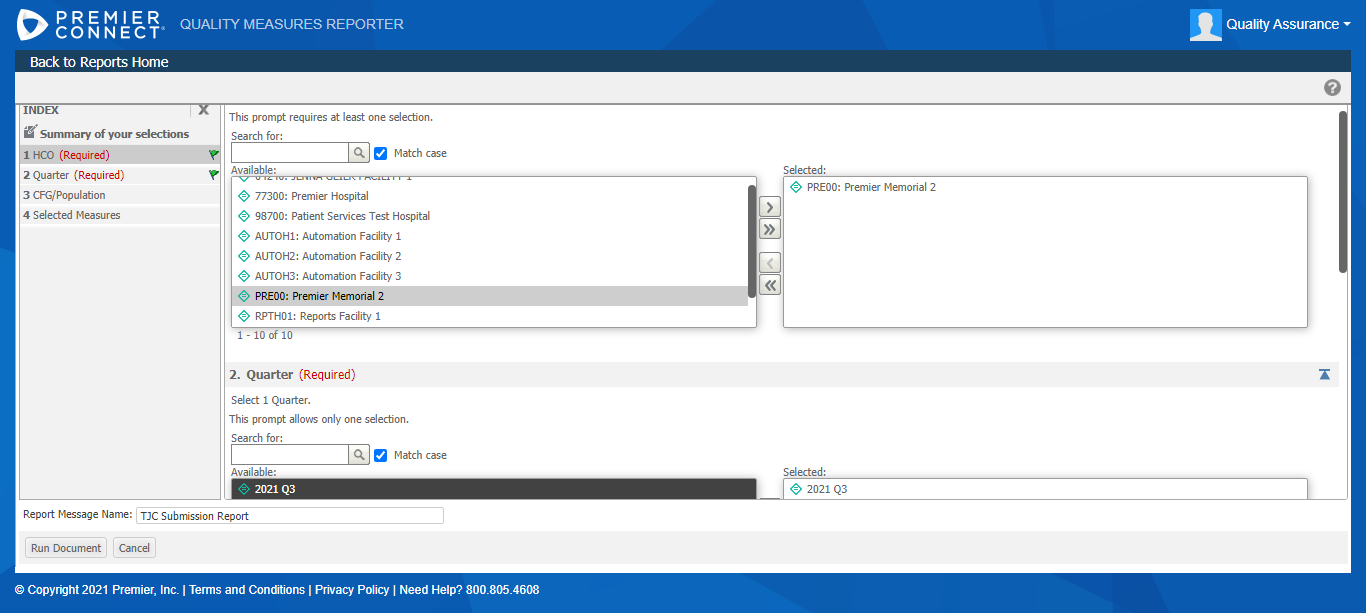 PREMIER CONNECT® QUALITY MEASURES REPORTER
Quality Assurance
Back to Reports Home
?
INDEX X
Summary of your selections
1 HCO (Required)
2 Quarter (Required)
3 CFG/Population
4 Selected Measures
This prompt requires at least one selection.
Search for:
Match case
Available:
77300: Premier Hospital
98700: Patient Services Test Hospital
AUTOH1: Automation Facility 1
AUTOH2: Automation Facility 2
AUTOH3: Automation Facility 3
PRE00: Premier Memorial 2
RPTH01: Reports Facility 1
1 - 10 of 10
Selected:
PRE00: Premier Memorial 2
2. Quarter (Required)
Select 1 Quarter.
This prompt allows only one selection.
Search for:
Match case
Available:
2021 Q3
Selected:
2021 Q3
Report Message Name: TJC Submission Report
Run Document Cancel
© Copyright 2021 Premier, Inc. | Terms and Conditions | Privacy Policy | Need Help? 800.805.4608